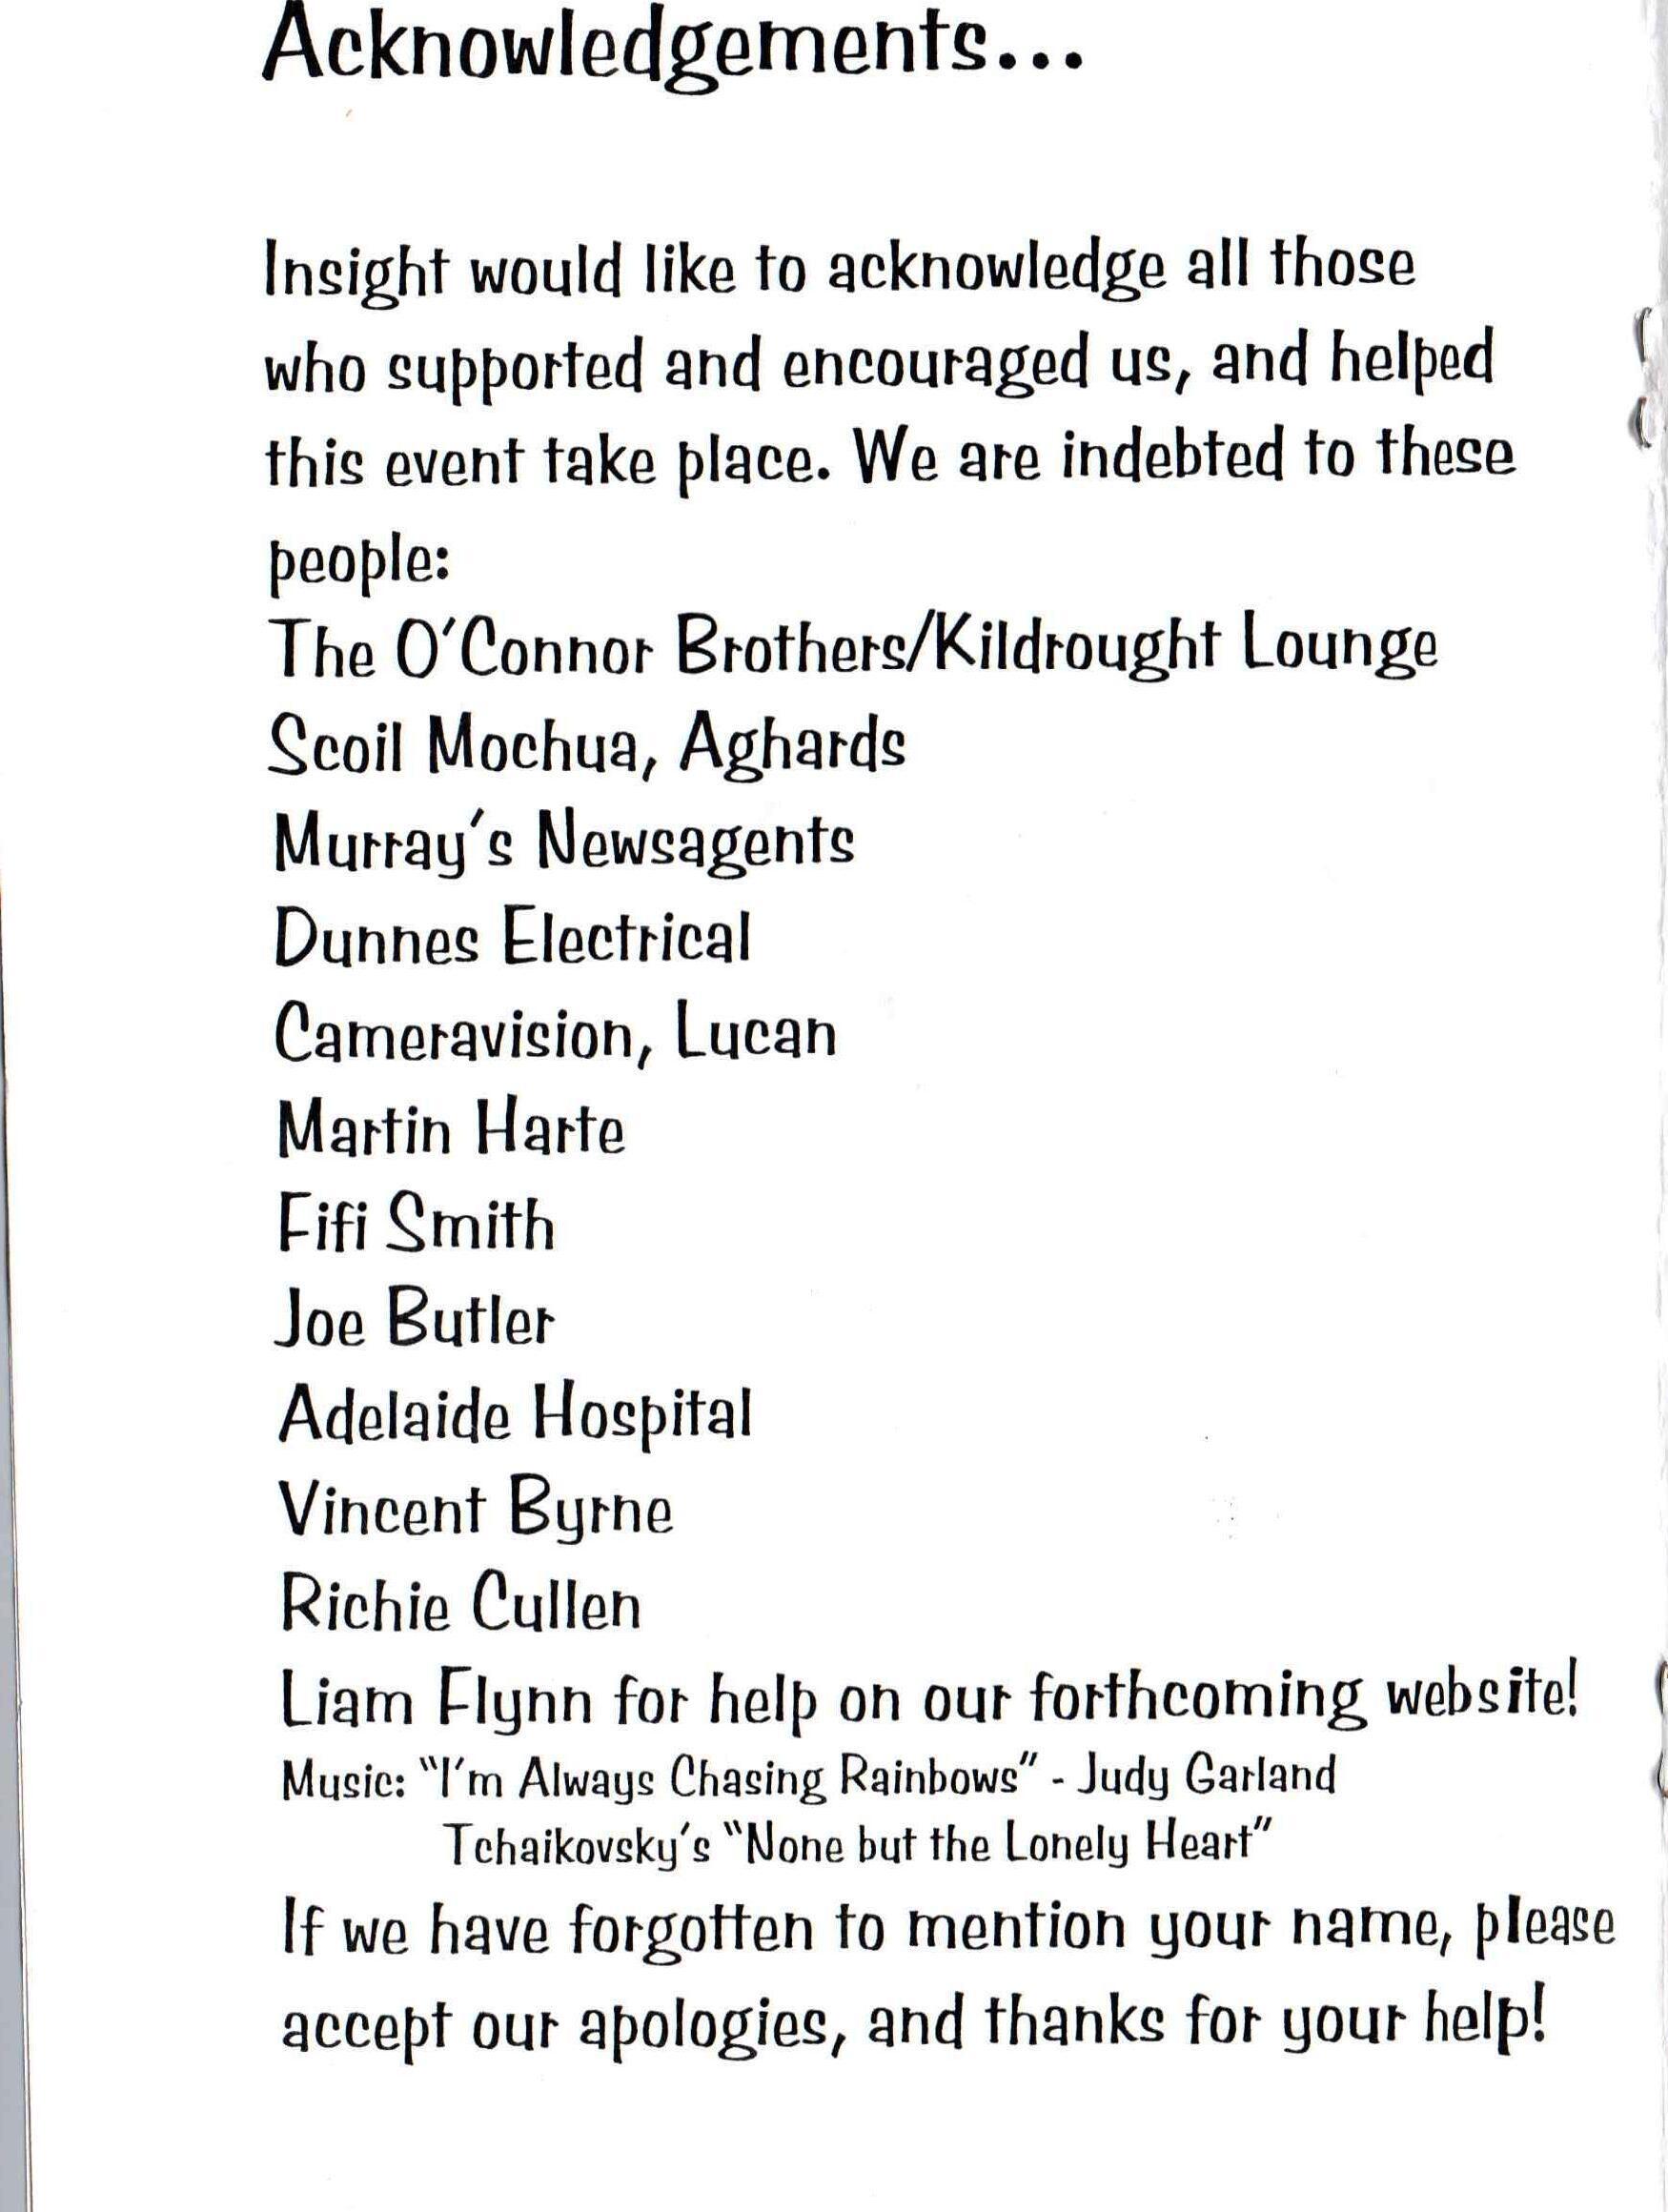 Acknowledgements...
Insight would like to acknowledge all those
who supported and encouraged us, and helped
this event take place. We are indebted to these
people:
The O'Connor Brothers/Kildrought Lounge
Scoil Mochua, Aghards
Murray's Newsagents
Dunnes Electrical
Cameravision, Lucan
Martin Harte
Fifi Smith
Joe Butler
Adelaide Hospital
Vincent Byrne
Richie Cullen
Liam Flynn for help on our forthcoming website!
Music: "I'm Always Chasing Rainbows" - Judy Garland
Tchaikovsky's "None but the Lonely Heart"
If we have forgotten to mention your name, please
accept our apologies, and thanks for your help!